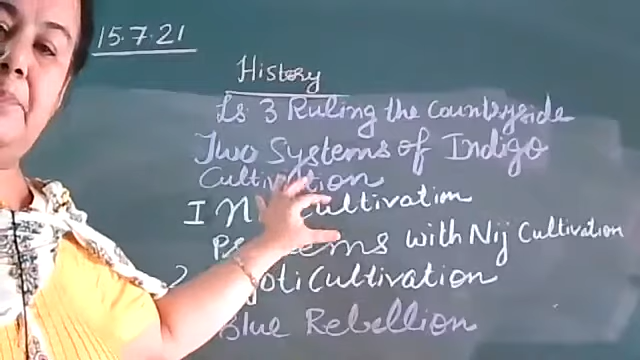 15.7.21
History
Ls 3 Ruling the Countryside
Two Systems of Indigo
Cultivation
I N Cultivation
with Nij Cultivation
Cultivation
Blue Rebellion